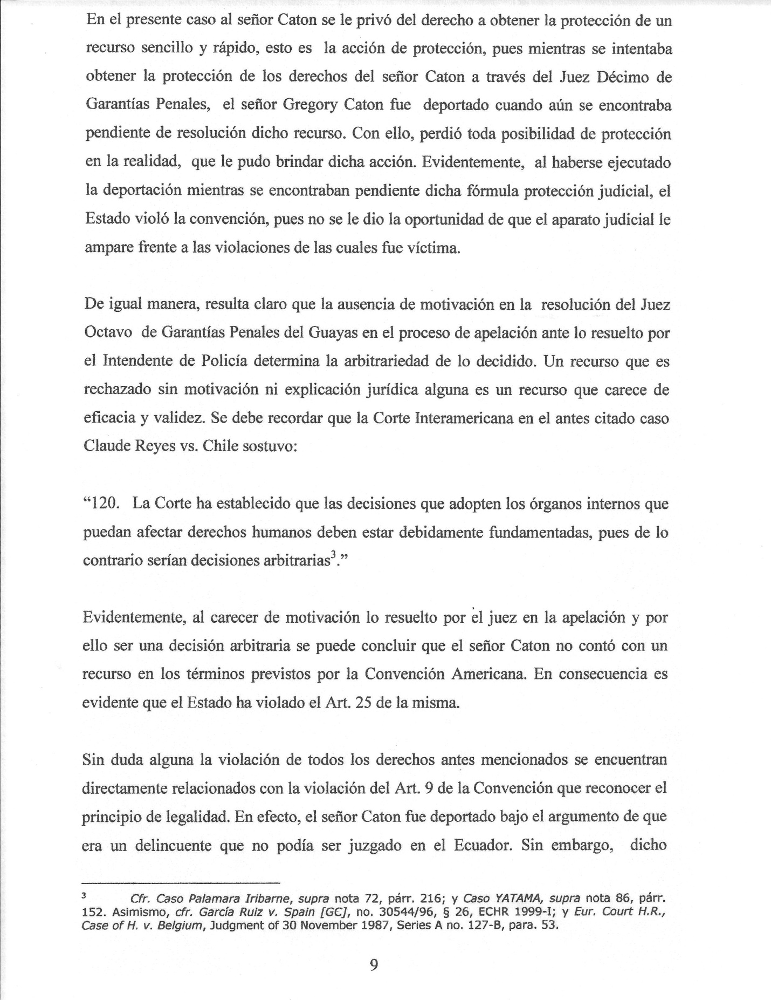 En el presente caso al señor Caton se le privó del derecho a obtener la protección de un
recurso sencillo y rápido, esto es la acción de protección, pues mientras se intentaba
obtener la protección de los derechos del señor Caton a través del Juez Décimo de
Garantías Penales, el señor Gregory Caton fue deportado cuando aún se encontraba
pendiente de resolución dicho recurso. Con ello, perdió toda posibilidad de protección
en la realidad, que le pudo brindar dicha acción. Evidentemente, al haberse ejecutado
la deportación mientras se encontraban pendiente dicha fórmula protección judicial, el
Estado violó la convención, pues no se le dio la oportunidad de que el aparato judicial le
ampare frente a las violaciones de las cuales fue víctima.
De igual manera, resulta claro que la ausencia de motivación en la resolución del Juez
Octavo de Garantías Penales del Guayas en el proceso de apelación ante lo resuelto por
el Intendente de Policía determina la arbitrariedad de lo decidido. Un recurso que es
rechazado sin motivación ni explicación jurídica alguna es un recurso que carece de
eficacia y validez. Se debe recordar que la Corte Interamericana en el antes citado caso
Claude Reyes vs. Chile sostuvo:
“120. La Corte ha establecido que las decisiones que adopten los órganos internos que
puedan afectar derechos humanos deben estar debidamente fundamentadas, pues de lo
contrario serían decisiones arbitrarias³.”
Evidentemente, al carecer de motivación lo resuelto por el juez en la apelación y por
ello ser una decisión arbitraria se puede concluir que el señor Caton no contó con un
recurso en los términos previstos por la Convención Americana. En consecuencia es
evidente que el Estado ha violado el Art. 25 de la misma.
Sin duda alguna la violación de todos los derechos antes mencionados se encuentran
directamente relacionados con la violación del Art. 9 de la Convención que reconocer el
principio de legalidad. En efecto, el señor Caton fue deportado bajo el argumento de que
era un delincuente que no podía ser juzgado en el Ecuador. Sin embargo, dicho
³ Cfr. Caso Palamara Iribarne, supra nota 72, párr. 216; y Caso YATAMA, supra nota 86, párr.
152. Asimismo, cfr. García Ruiz v. Spain [GC], no. 30544/96, § 26, ECHR 1999-I; y Eur. Court H.R.,
Case of H. v. Belgium, Judgment of 30 November 1987, Series A no. 127-B, para. 53.
9